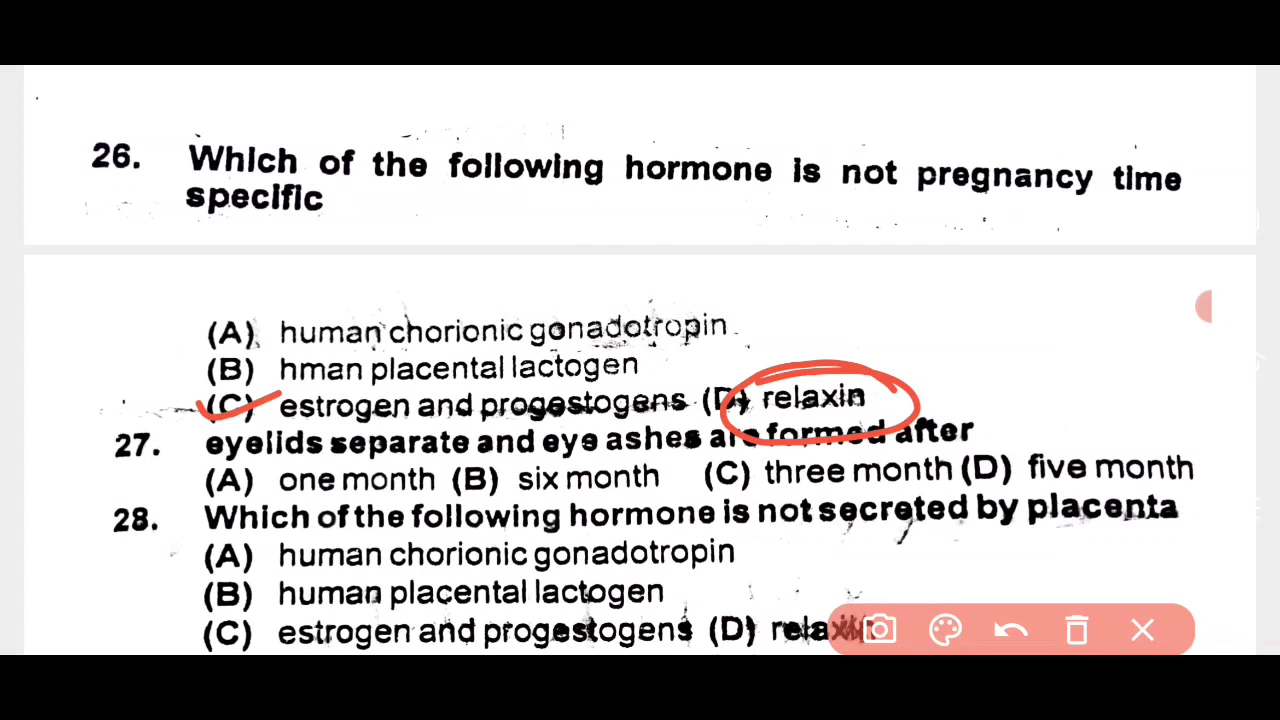 26. Which of the following hormone is not pregnancy time
specific
(A) human chorionic gonadotropin
(B) hman placental lactogen
(C) estrogen and progestogens (D) relaxin
27. eyelids separate and eye ashes are formed after
(A) one month (B) six month (C) three month (D) five month
28. Which of the following hormone is not secreted by placenta
(A) human chorionic gonadotropin
(B) human placental lactogen
(C) estrogen and progestogens (D)